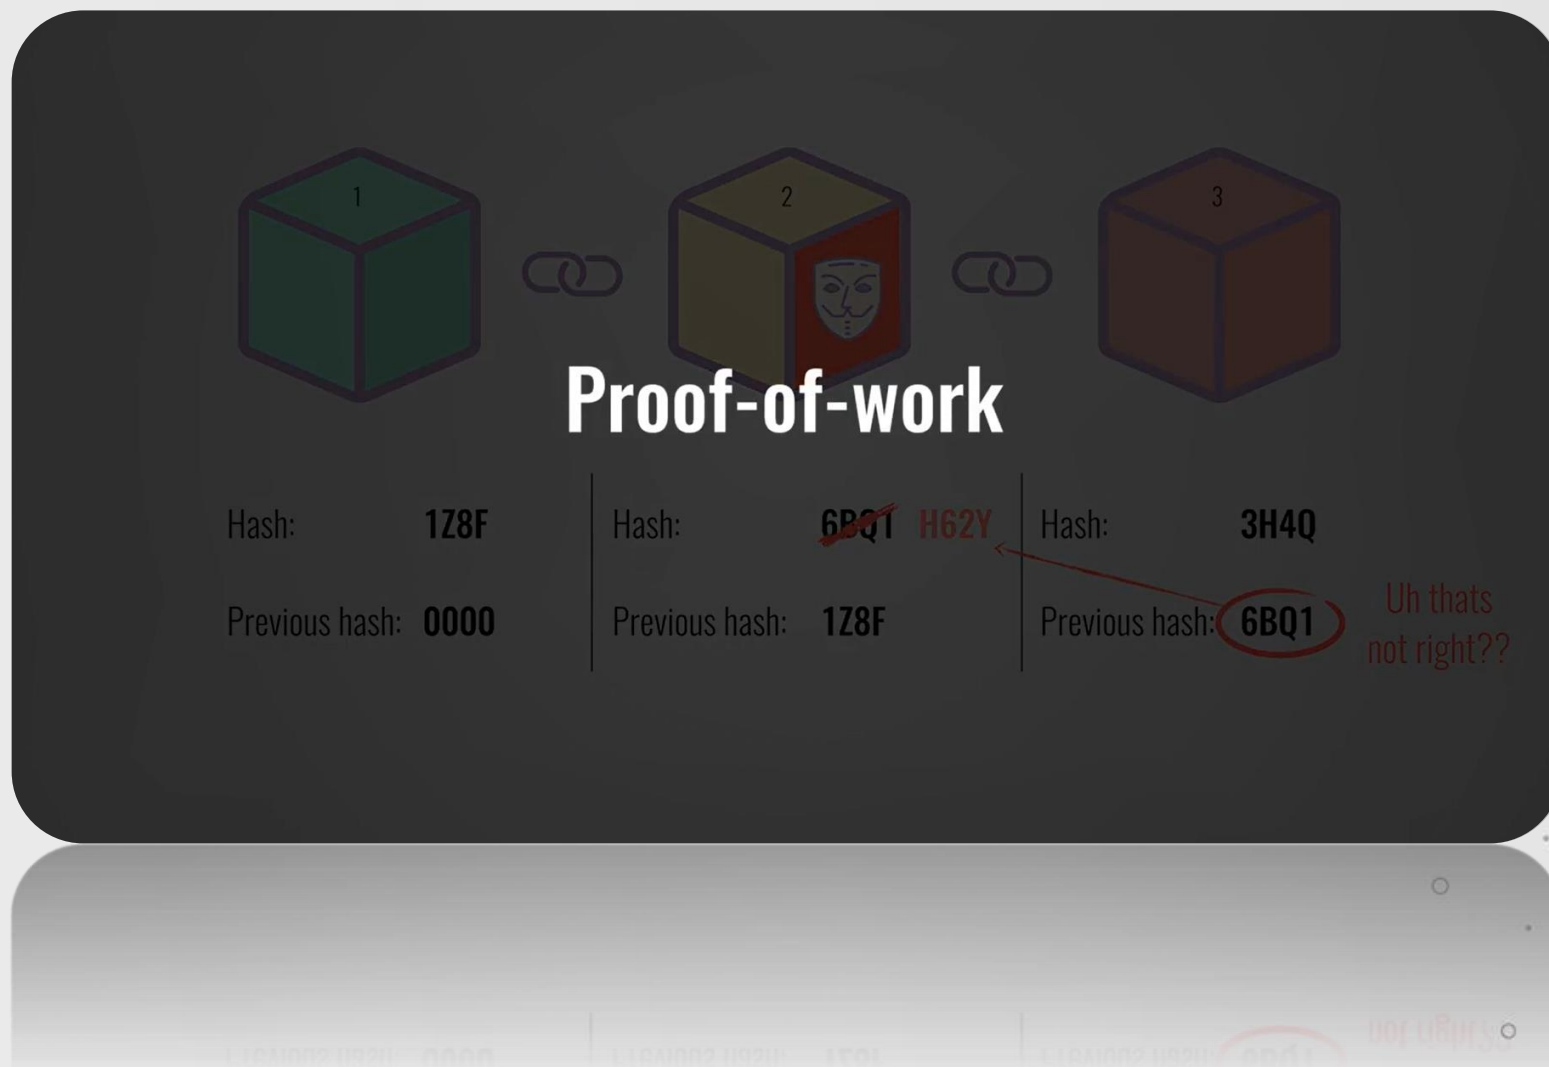 1
2
3
Proof-of-work
Hash: 1Z8F
Previous hash: 0000
Hash: 6BQ1 H62Y
Previous hash: 1Z8F
Hash: 3H4Q
Previous hash: 6BQ1
Uh thats
not right??